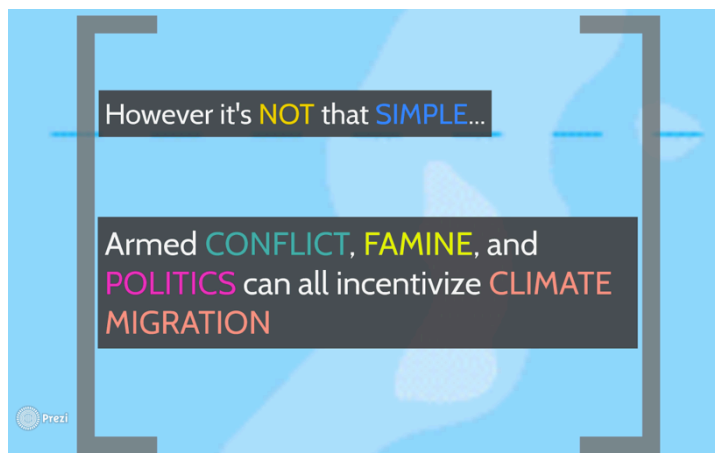 However it's NOT that SIMPLE...
Armed CONFLICT, FAMINE, and
POLITICS can all incentivize CLIMATE
MIGRATION
Prezi